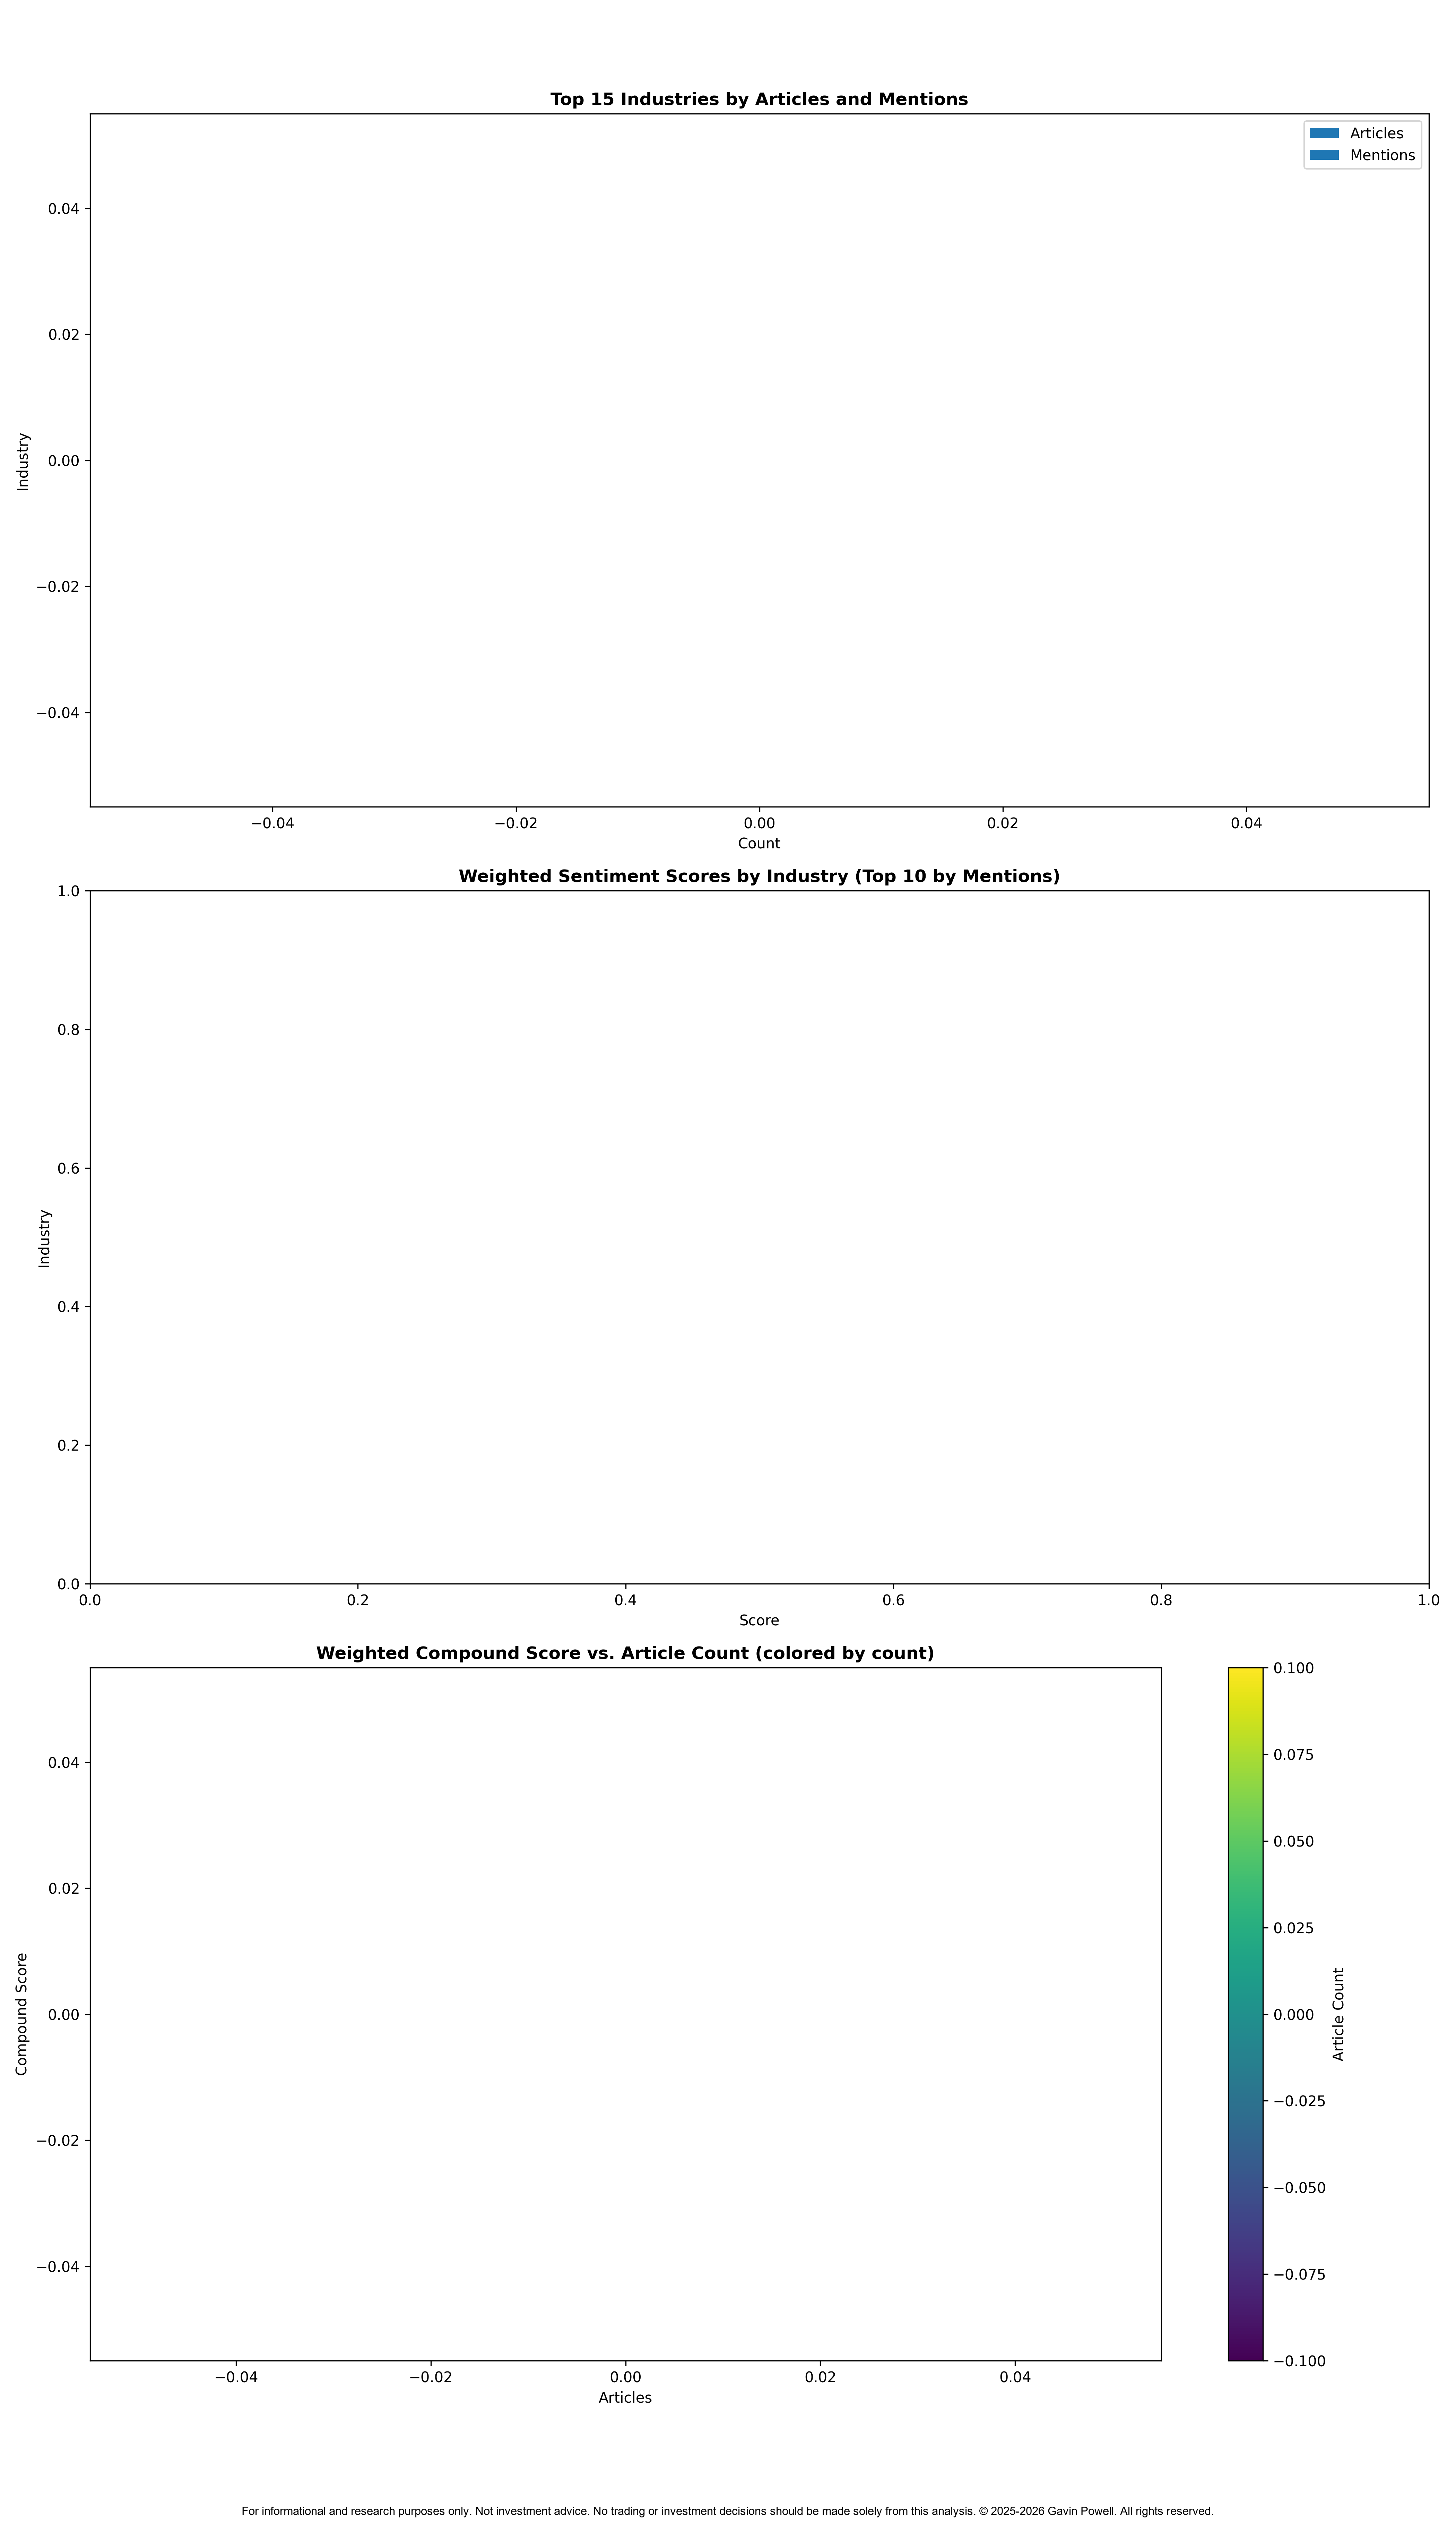 Top 15 Industries by Articles and Mentions
Articles
Mentions
0.04
0.02
0.00
−0.02
−0.04
Industry
−0.04 −0.02 0.00 0.02 0.04
Count
Weighted Sentiment Scores by Industry (Top 10 by Mentions)
1.0
0.8
0.6
0.4
0.2
0.0
Industry
0.0 0.2 0.4 0.6 0.8 1.0
Score
Weighted Compound Score vs. Article Count (colored by count)
0.04
0.02
0.00
−0.02
−0.04
Compound Score
−0.04 −0.02 0.00 0.02 0.04
Articles
0.100
0.075
0.050
0.025
0.000
−0.025
−0.050
−0.075
−0.100
Article Count
For informational and research purposes only. Not investment advice. No trading or investment decisions should be made solely from this analysis. © 2025-2026 Gavin Powell. All rights reserved.